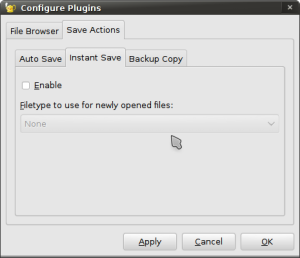 Configure Plugins
File Browser Save Actions
Auto Save Instant Save Backup Copy
Enable
Filetype to use for newly opened files:
None
Apply Cancel OK